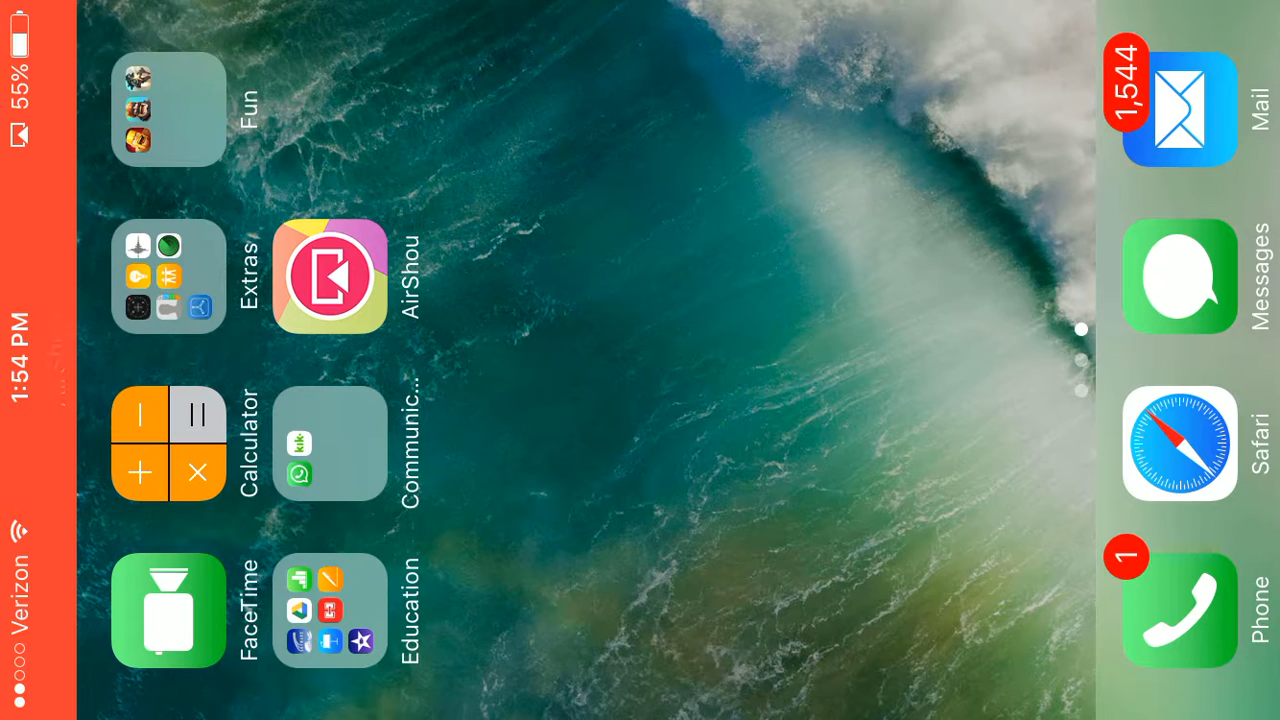 Verizon 1:54 PM 55%
FaceTime Calculator Extras Fun
Education Communic... AirShou
kik
1 1,544
Phone Safari Messages Mail